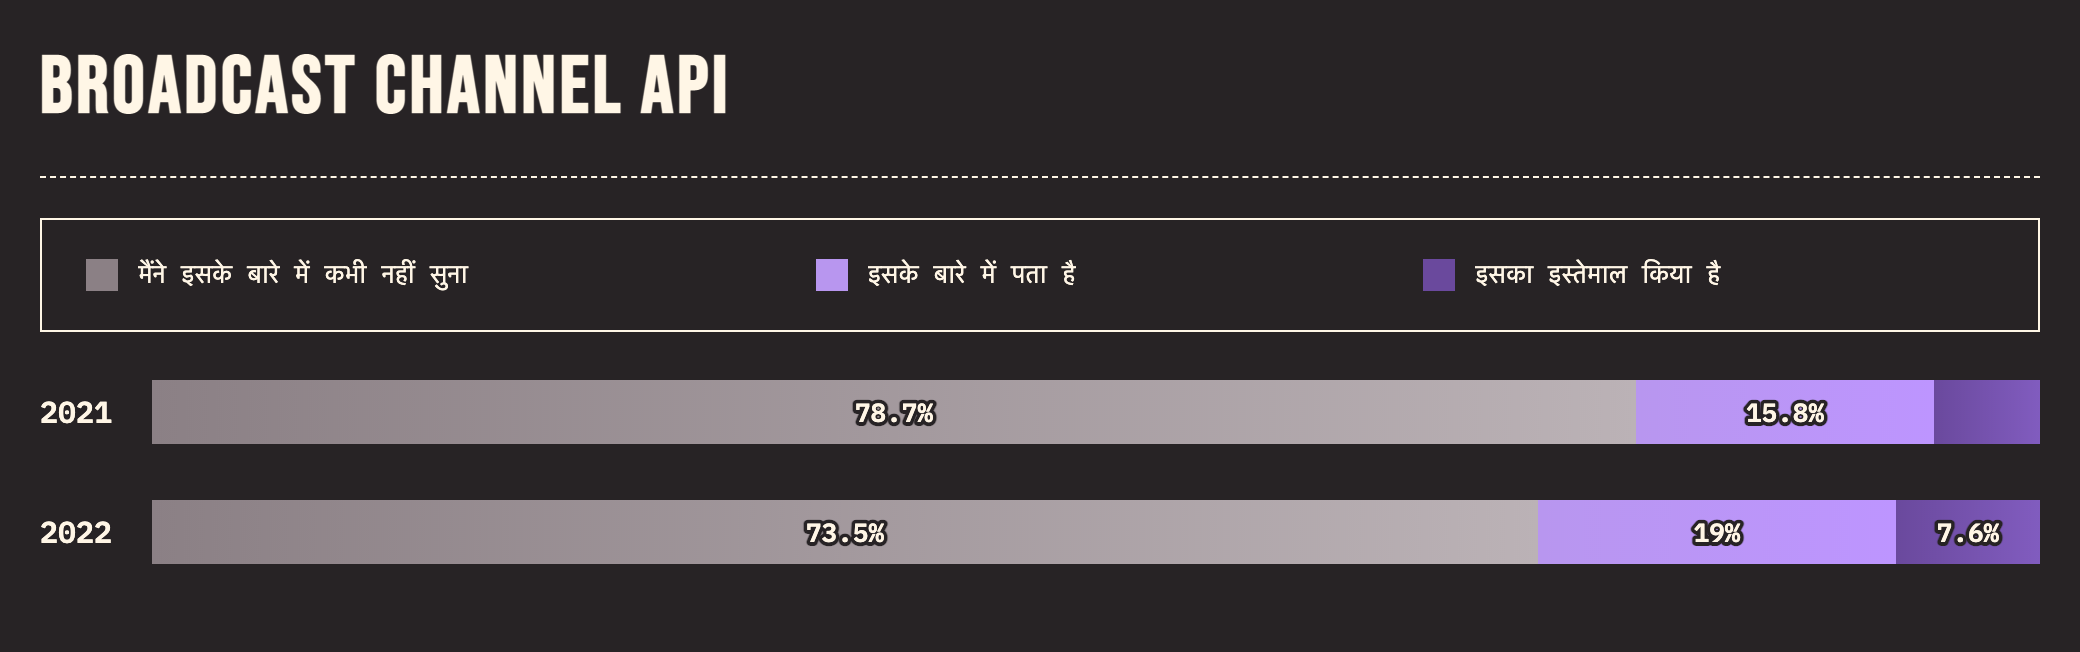 BROADCAST CHANNEL API
मैंने इसके बारे में कभी नहीं सुना
इसके बारे में पता है
इसका इस्तेमाल किया है
2021 78.7% 15.8%
2022 73.5% 19% 7.6%